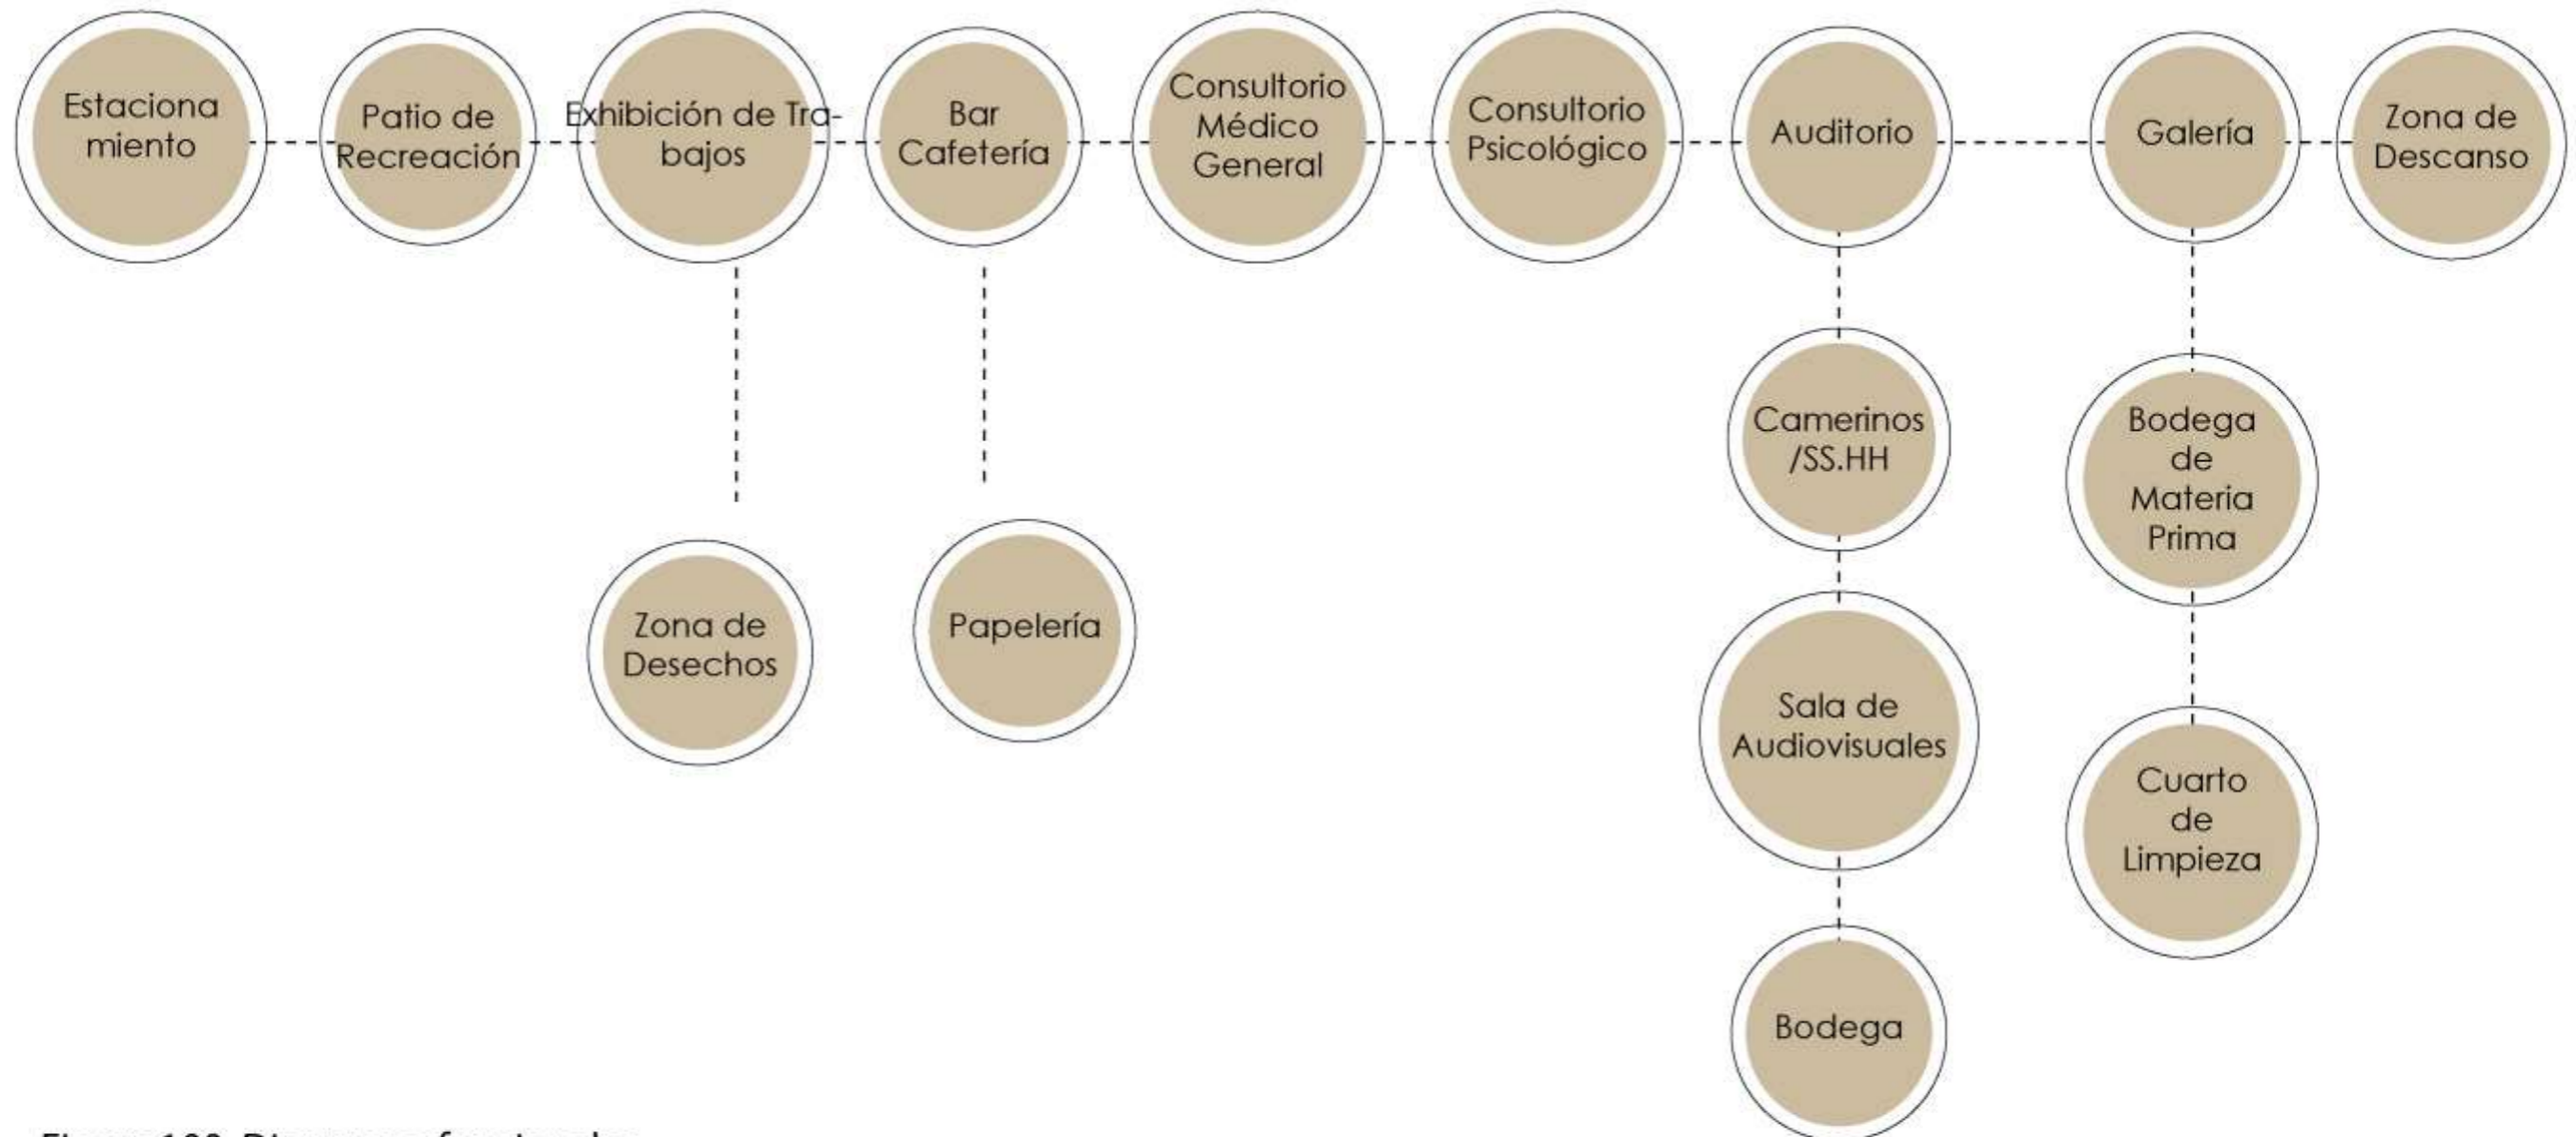 Estaciona
miento
Patio de
Recreación
Exhibición de Tra-
bajos
Bar
Cafetería
Consultorio
Médico
General
Consultorio
Psicológico
Auditorio
Galería
Zona de
Descanso
Camerinos
/SS.HH
Bodega
de
Materia
Prima
Zona de
Desechos
Papelería
Sala de
Audiovisuales
Cuarto
de
Limpieza
Bodega